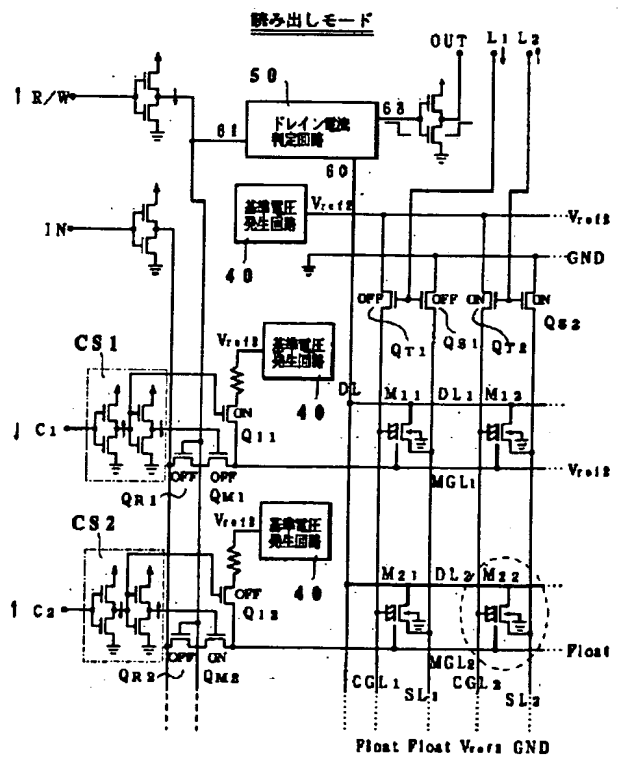 読み出しモード
OUT L1 L2
↑ R/W
50
ドレイン電流
判定回路
61
63
60
IN
基準電圧
発生回路
Vref2
40
Vref2
GND
OFF OFF ON ON
QT1 QS1 QT2 QS2
CS1
Vref2
基準電圧
発生回路
40
DL M11 DL1 M12
ON
Q11
↓ C1
Vref2
MGL1
QR1 OFF OFF QM1
CS2
Vref2
基準電圧
発生回路
40
M21 DL2 M22
OFF
Q12
↑ C2
Float
MGL2
QR2 OFF ON QM2
CGL1 SL1 CGL2 SL2
Float Float Vref2 GND